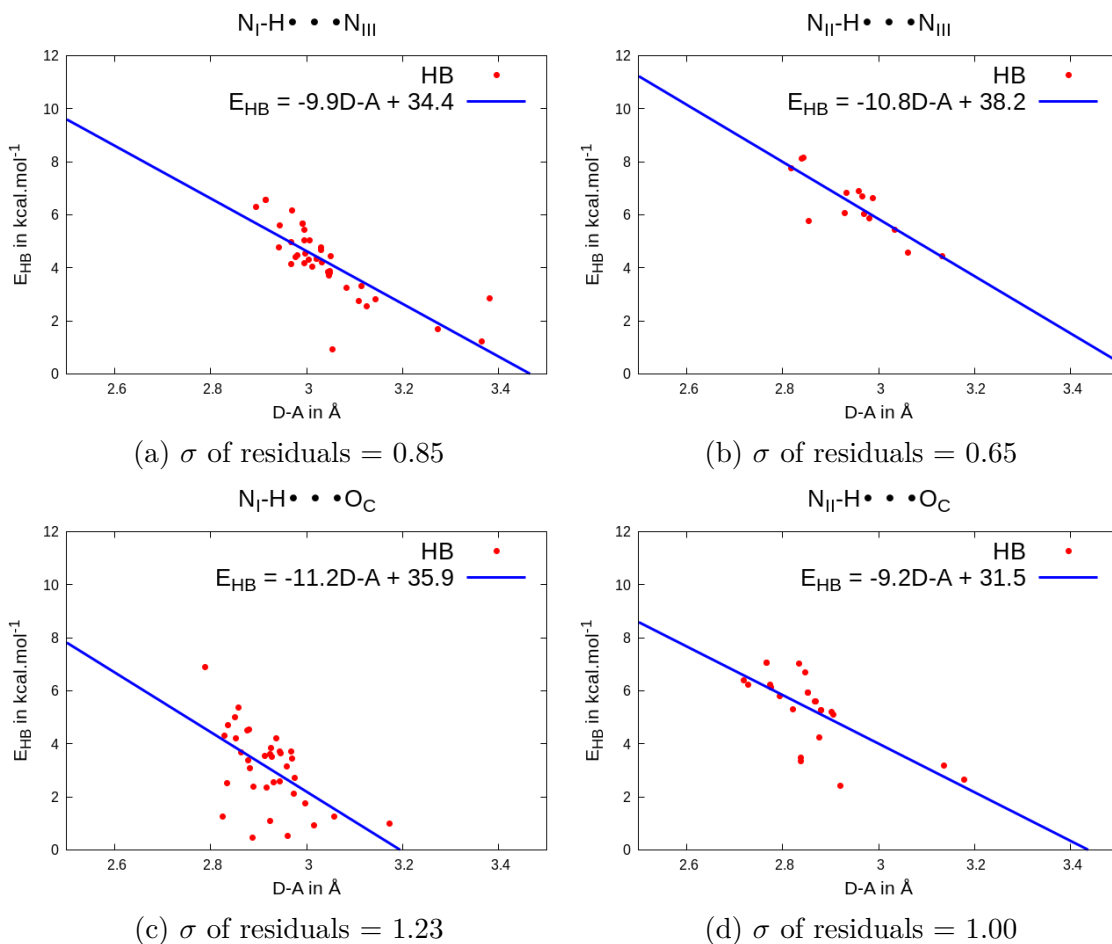 N_I-H• • •N_III
12
10
8
6
4
2
0
E_HB in kcal.mol^-1
HB
E_HB = -9.9D-A + 34.4
2.6 2.8 3 3.2 3.4
D-A in Å
(a) σ of residuals = 0.85
N_II-H• • •N_III
12
10
8
6
4
2
0
E_HB in kcal.mol^-1
HB
E_HB = -10.8D-A + 38.2
2.6 2.8 3 3.2 3.4
D-A in Å
(b) σ of residuals = 0.65
N_I-H• • •O_C
12
10
8
6
4
2
0
E_HB in kcal.mol^-1
HB
E_HB = -11.2D-A + 35.9
2.6 2.8 3 3.2 3.4
D-A in Å
(c) σ of residuals = 1.23
N_II-H• • •O_C
12
10
8
6
4
2
0
E_HB in kcal.mol^-1
HB
E_HB = -9.2D-A + 31.5
2.6 2.8 3 3.2 3.4
D-A in Å
(d) σ of residuals = 1.00